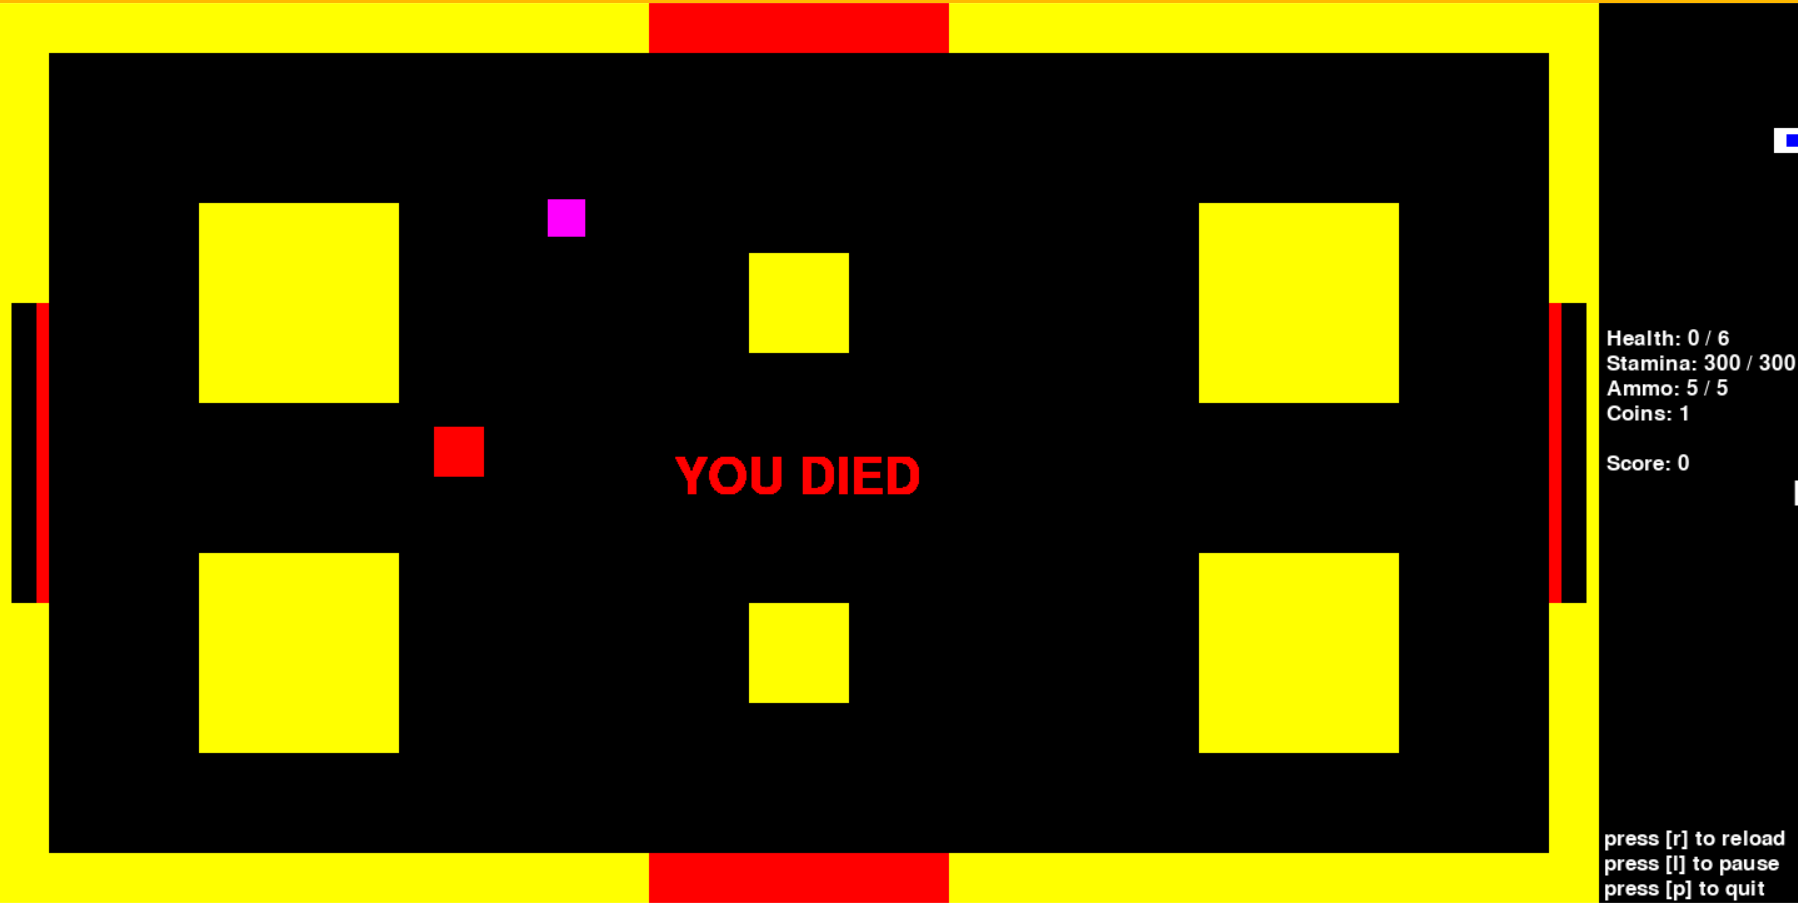 YOU DIED
Health: 0 / 6
Stamina: 300 / 300
Ammo: 5 / 5
Coins: 1
Score: 0
press [r] to reload
press [l] to pause
press [p] to quit